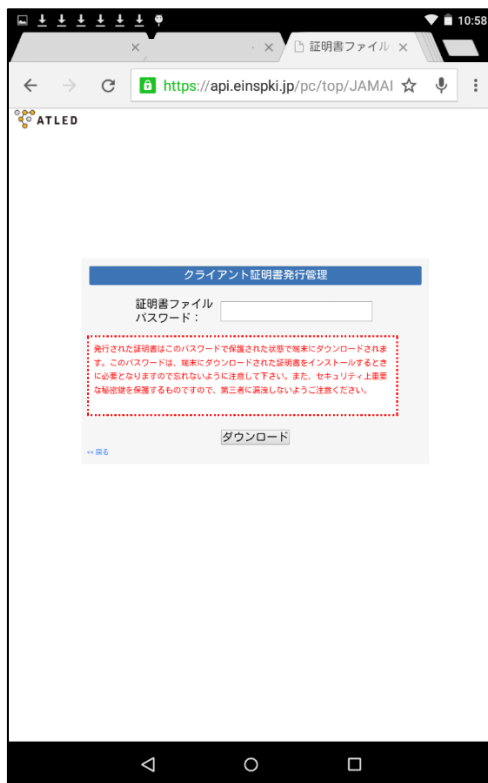 10:58
証明書ファイル
https://api.einspki.jp/pc/top/JAMAI
ATLED
クライアント証明書発行管理
証明書ファイル
パスワード：
発行された証明書はこのパスワードで保護された状態で端末にダウンロードされま
す。このパスワードは、端末にダウンロードされた証明書をインストールするとき
に必要となりますので忘れないように注意して下さい。また、セキュリティ上重要
な秘密鍵を保護するものですので、第三者に漏洩しないようご注意ください。
ダウンロード
<< 戻る